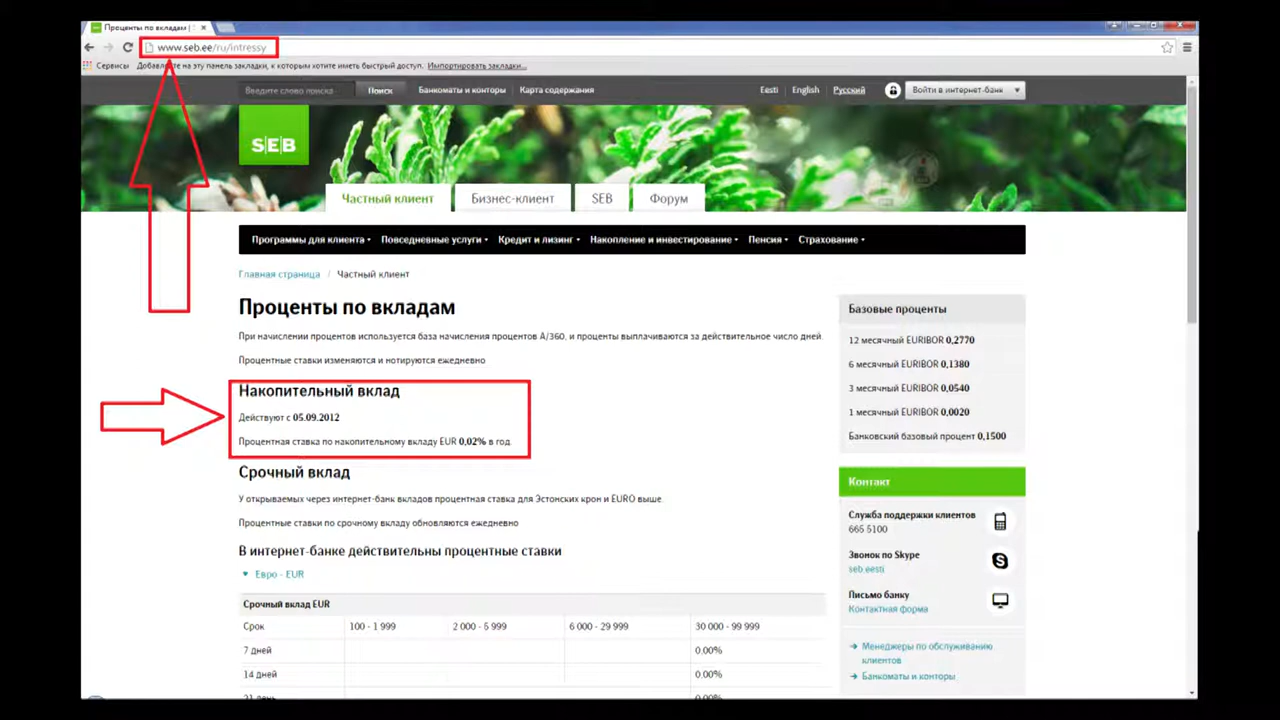 Проценты по вкладам |
www.seb.ee/ru/intressy
Сервисы Добавляйте на эту панель закладки, к которым хотите иметь быстрый доступ. Импортировать закладки...
Введите слово поиска Поиск Банкоматы и конторы Карта содержания Eesti English Русский Войти в интернет-банк
SEB
Частный клиент Бизнес-клиент SEB Форум
Программы для клиента Повседневные услуги Кредит и лизинг Накопление и инвестирование Пенсия Страхование
Главная страница / Частный клиент
Проценты по вкладам
При начислении процентов используется база начисления процентов A/360, и проценты выплачиваются за действительное число дней.
Процентные ставки изменяются и нотируются ежедневно
Накопительный вклад
Действуют с 05.09.2012
Процентная ставка по накопительному вкладу EUR 0,02% в год.
Срочный вклад
У открываемых через интернет-банк вкладов процентная ставка для Эстонских крон и EURO выше.
Процентные ставки по срочному вкладу обновляются ежедневно
В интернет-банке действительны процентные ставки
Евро - EUR
Срочный вклад EUR
Срок 100 - 1 999 2 000 - 5 999 6 000 - 29 999 30 000 - 99 999
7 дней 0.00%
14 дней 0.00%
21 день 0.00%
Базовые проценты
12 месячный EURIBOR 0,2770
6 месячный EURIBOR 0,1380
3 месячный EURIBOR 0,0540
1 месячный EURIBOR 0,0020
Банковский базовый процент 0,1500
Контакт
Служба поддержки клиентов
665 5100
Звонок по Skype
seb.eesti
Письмо банку
Контактная форма
Менеджеры по обслуживанию
клиентов
Банкоматы и конторы